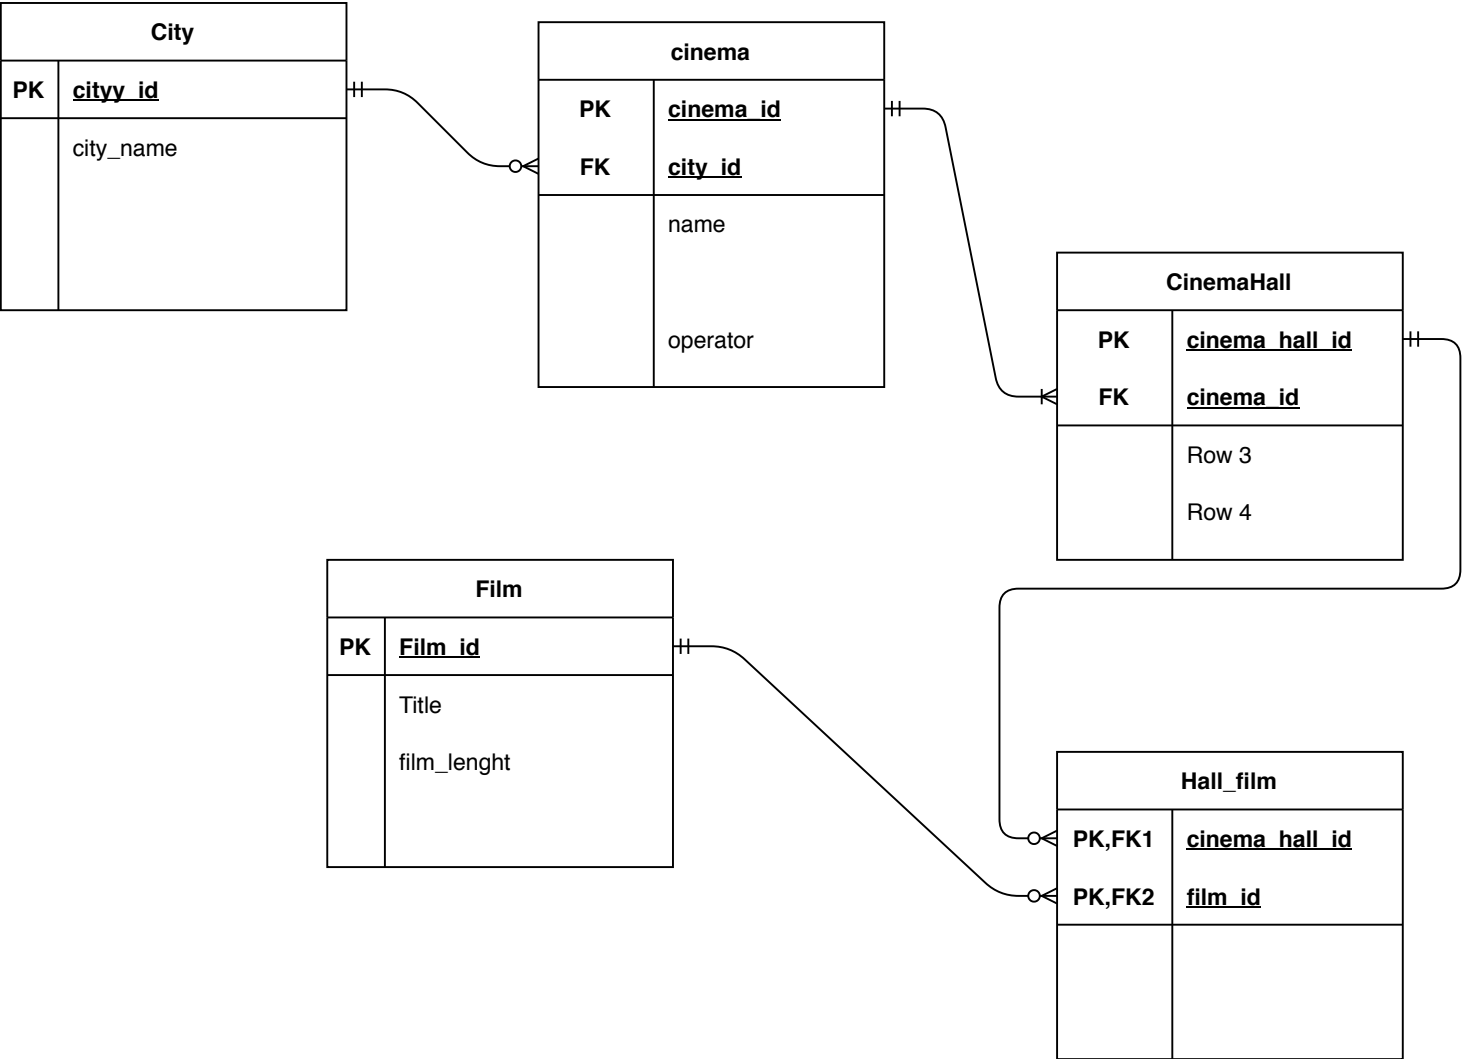 City
PK cityy_id
city_name
cinema
PK cinema_id
FK city_id
name
operator
CinemaHall
PK cinema_hall_id
FK cinema_id
Row 3
Row 4
Film
PK Film_id
Title
film_lenght
Hall_film
PK,FK1 cinema_hall_id
PK,FK2 film_id